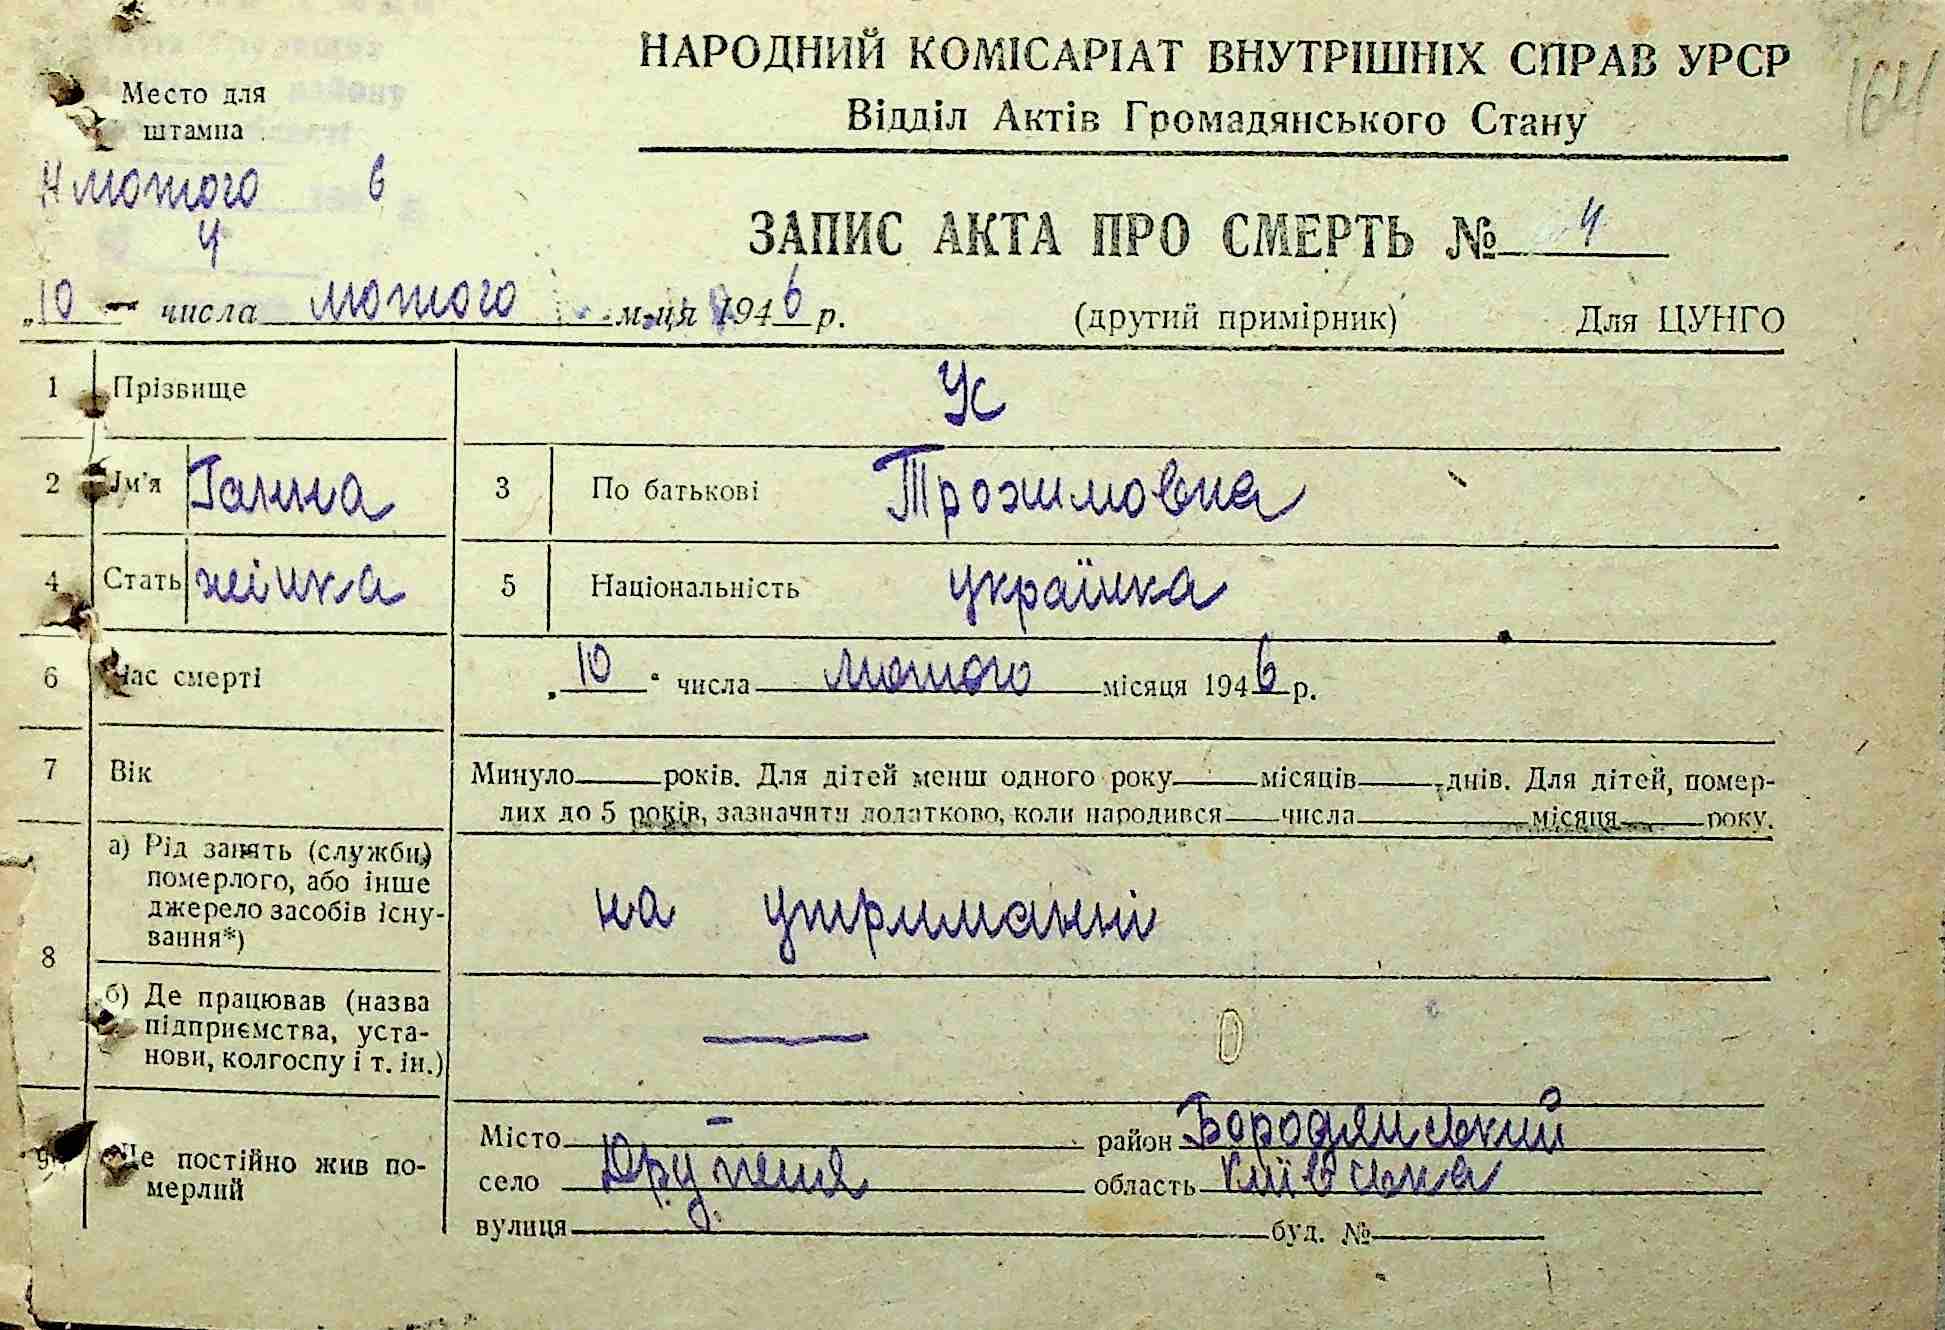 НАРОДНИЙ КОМІСАРІАТ ВНУТРІШНІХ СПРАВ УРСР
164
Відділ Актів Громадянського Стану
Место для
штампа
лютого 6
4
ЗАПИС АКТА ПРО СМЕРТЬ № 4
„10“ числа лютого м-ця 1946 р. (другий примірник) Для ЦУНГО
1 Прізвище Ус
2 Ім'я Ганна 3 По батькові Трохимовна
4 Стать жінка 5 Національність українка
6 Час смерті „10“ числа лютого місяця 1946 р.
7 Вік Минуло років. Для дітей менш одного року місяців днів. Для дітей, помер-
лих до 5 років, зазначити додатково, коли народився числа місяця року.
8 а) Рід занять (служби) померлого, або інше джерело засобів існу-вання*) на утриманні
б) Де працював (назва підприємства, уста-нови, колгоспу і т. ін.) —
9 Де постійно жив по-мерлий
Місто - район Бородянський
село область Київська
вулиця буд. №